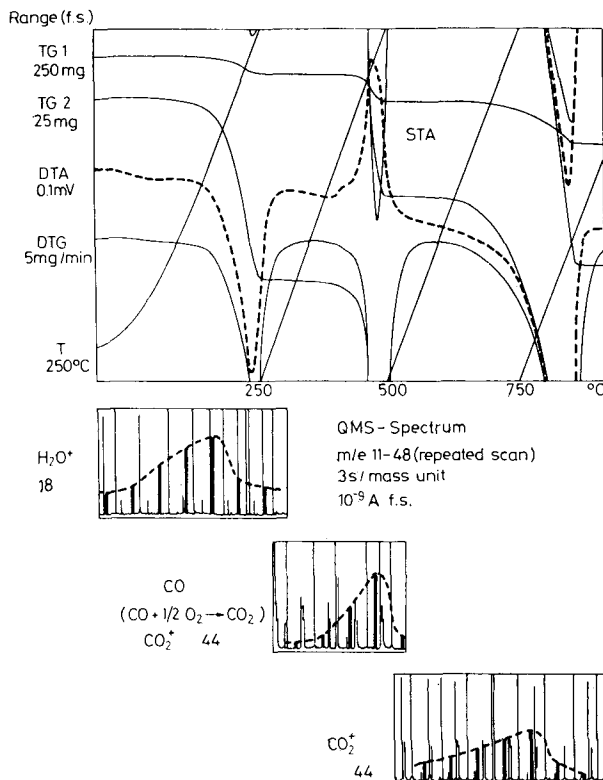 Range (f.s.)
TG 1
250 mg
TG 2
25 mg
DTA
0.1mV
DTG
5mg/min
T
250°C
STA
250
500
750
°C
H₂O⁺
18
QMS-Spectrum
m/e 11-48 (repeated scan)
3s/mass unit
10⁻⁹ A f.s.
CO
(CO + 1/2 O₂ → CO₂)
CO₂⁺ 44
CO₂⁺
44